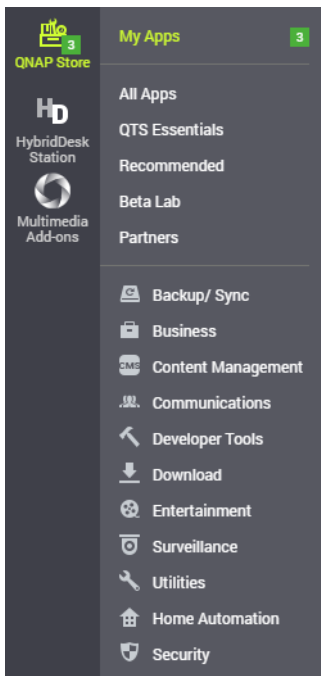 3
QNAP Store
HD
HybridDesk
Station
Multimedia
Add-ons
My Apps 3
All Apps
QTS Essentials
Recommended
Beta Lab
Partners
Backup/ Sync
Business
CMS Content Management
Communications
Developer Tools
Download
Entertainment
Surveillance
Utilities
Home Automation
Security